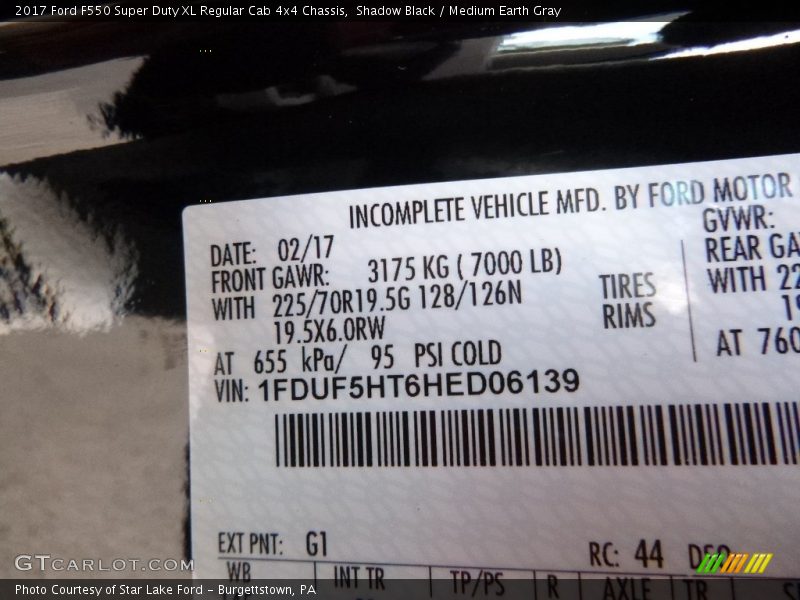 2017 Ford F550 Super Duty XL Regular Cab 4x4 Chassis, Shadow Black / Medium Earth Gray
INCOMPLETE VEHICLE MFD. BY FORD MOTOR
DATE: 02/17
GVWR:
FRONT GAWR: 3175 KG ( 7000 LB)
REAR GA
WITH 225/70R19.5G 128/126N
TIRES
WITH 22
19.5X6.0RW
RIMS
19
AT 655 kPa/ 95 PSI COLD
AT 760
VIN: 1FDUF5HT6HED06139
EXT PNT: G1
RC: 44 DSO
WB INT TR TP/PS R AXLE TR
GTCARLOT.COM
Photo Courtesy of Star Lake Ford - Burgettstown, PA